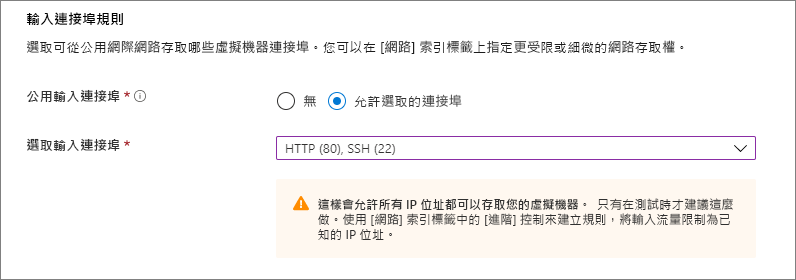 輸入連接埠規則
選取可從公用網際網路存取哪些虛擬機器連接埠。您可以在 [網路] 索引標籤上指定更受限或細微的網路存取權。
公用輸入連接埠 * 無 允許選取的連接埠
選取輸入連接埠 * HTTP (80), SSH (22)
這樣會允許所有 IP 位址都可以存取您的虛擬機器。 只有在測試時才建議這麼
做。使用 [網路] 索引標籤中的 [進階] 控制來建立規則，將輸入流量限制為已
知的 IP 位址。